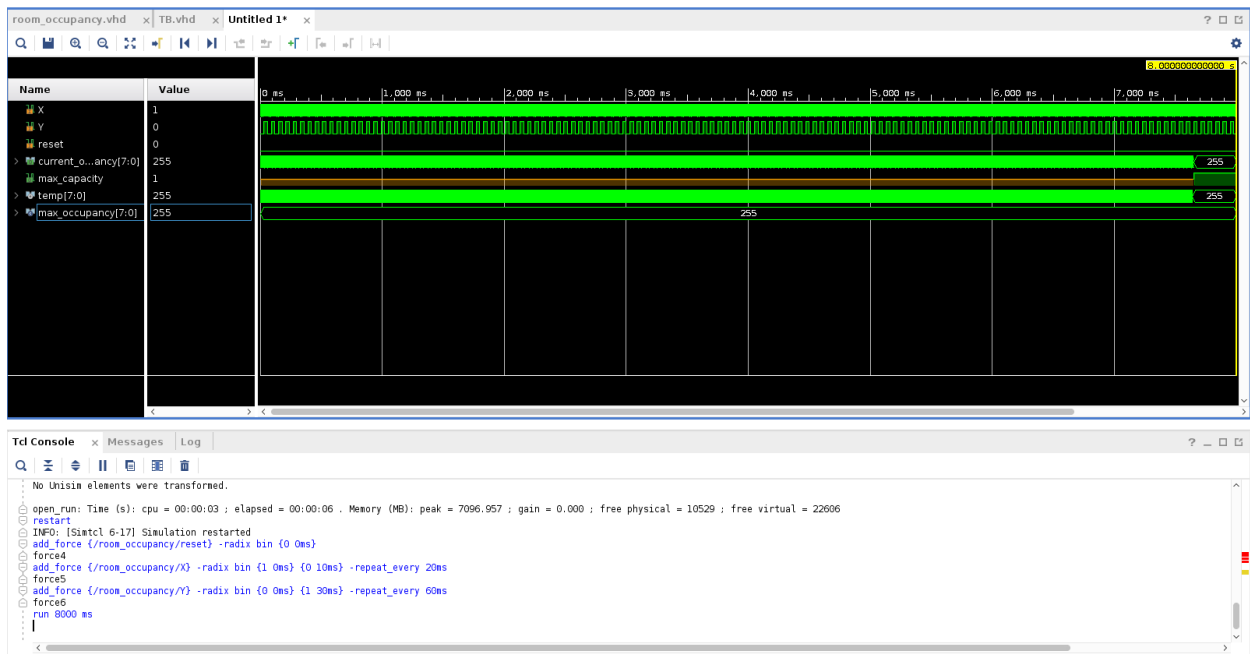 room_occupancy.vhd x TB.vhd x Untitled 1* x
8.000000000000 s
Name Value
0 ms 1,000 ms 2,000 ms 3,000 ms 4,000 ms 5,000 ms 6,000 ms 7,000 ms
X 1
Y 0
reset 0
current_o...ancy[7:0] 255 255
max_capacity 1
temp[7:0] 255 255
max_occupancy[7:0] 255 255
Tcl Console x Messages Log
No Unisim elements were transformed.
open_run: Time (s): cpu = 00:00:03 ; elapsed = 00:00:06 . Memory (MB): peak = 7096.957 ; gain = 0.000 ; free physical = 10529 ; free virtual = 22606
restart
INFO: [Simtcl 6-17] Simulation restarted
add_force {/room_occupancy/reset} -radix bin {0 0ms}
force4
add_force {/room_occupancy/X} -radix bin {1 0ms} {0 10ms} -repeat_every 20ms
force5
add_force {/room_occupancy/Y} -radix bin {0 0ms} {1 30ms} -repeat_every 60ms
force6
run 8000 ms